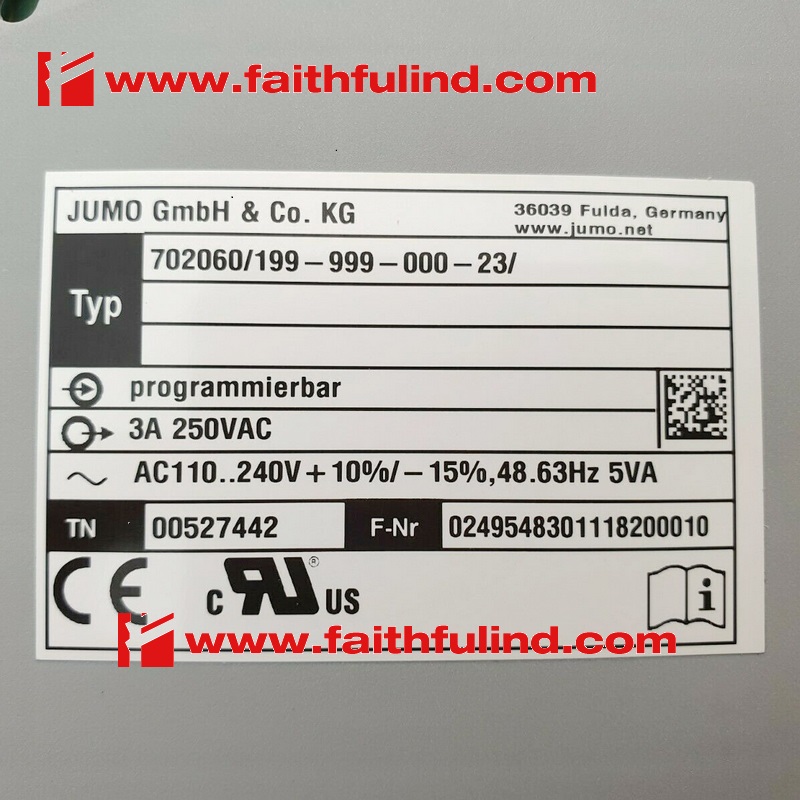 www.faithfulind.com
JUMO GmbH & Co. KG
36039 Fulda, Germany
www.jumo.net
Typ
702060/199-999-000-23/
programmierbar
3A 250VAC
AC110..240V+10%/-15%,48.63Hz 5VA
TN 00527442 F-Nr 0249548301118200010
CE c RU® US i
www.faithfulind.com